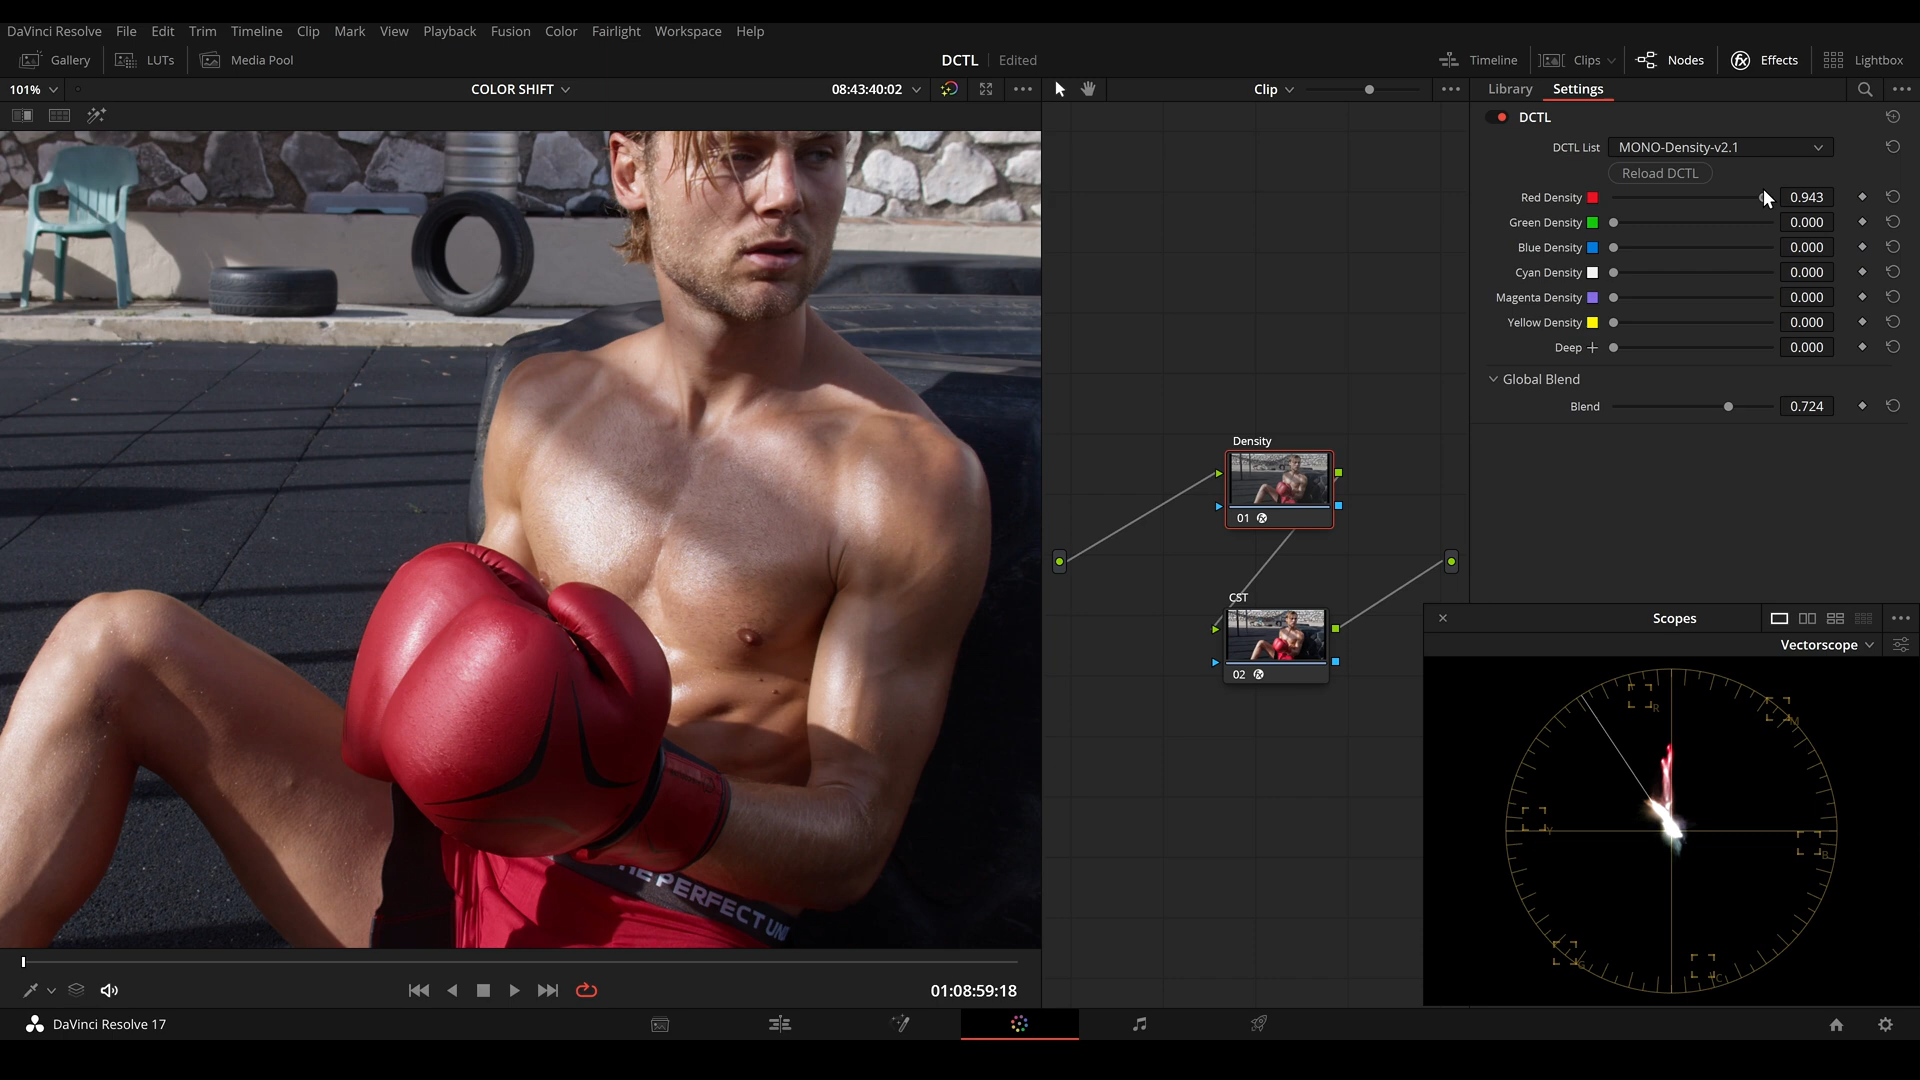 DaVinci Resolve File Edit Trim Timeline Clip Mark View Playback Fusion Color Fairlight Workspace Help
Gallery LUTs Media Pool DCTL Edited Timeline Clips Nodes Effects Lightbox
101% COLOR SHIFT 08:43:40:02 Clip Library Settings
DCTL
DCTL List MONO-Density-v2.1
Reload DCTL
Red Density 0.943
Green Density 0.000
Blue Density 0.000
Cyan Density 0.000
Magenta Density 0.000
Yellow Density 0.000
Deep 0.000
Global Blend
Blend 0.724
Density
01
CST
02
Scopes
Vectorscope
R
M
Y
B
G
C
THE PERFECT UN
01:08:59:18
DaVinci Resolve 17